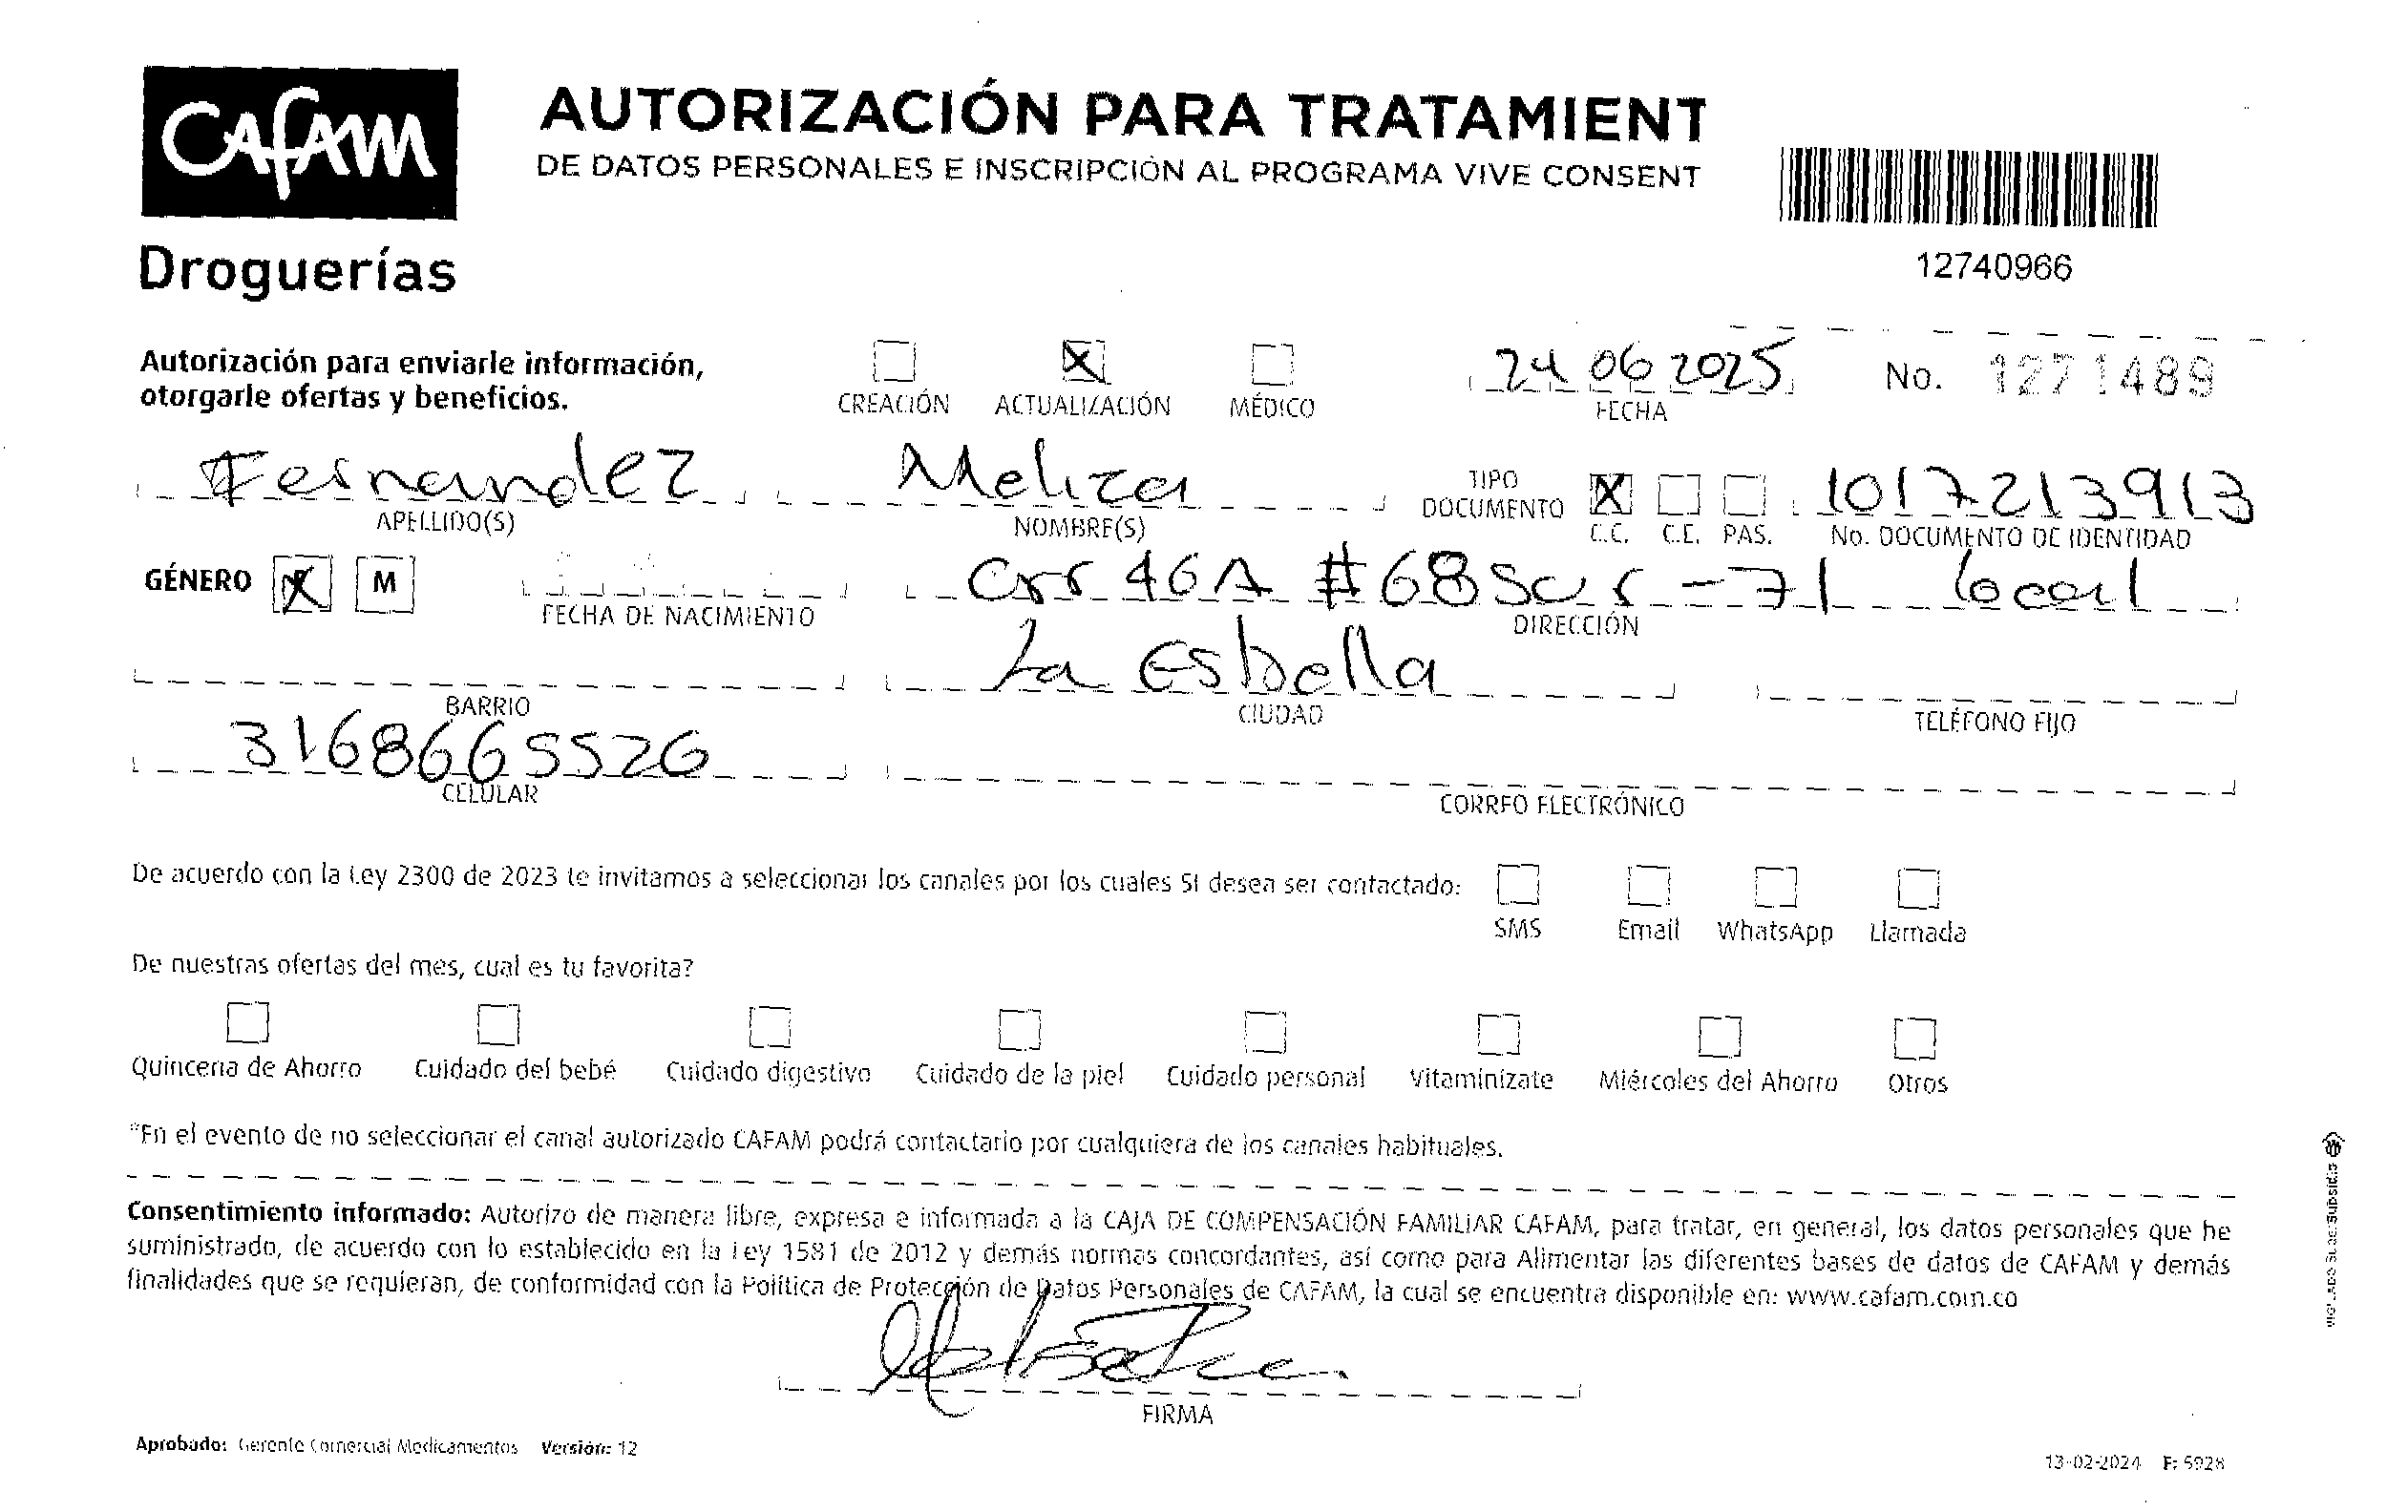 CAFAM
Droguerías
AUTORIZACIÓN PARA TRATAMIENT
DE DATOS PERSONALES E INSCRIPCIÓN AL PROGRAMA VIVE CONSENT
12740966
Autorización para enviarle información,
otorgarle ofertas y beneficios.
CREACIÓN X ACTUALIZACIÓN MÉDICO
24 06 2025
FECHA
No. 1271489
Fernandez Meliza
APELLIDO(S) NOMBRE(S)
TIPO DOCUMENTO X C.C. C.E. PAS.
1017213913
No. DOCUMENTO DE IDENTIDAD
GÉNERO X M
FECHA DE NACIMIENTO
Crr 46A #68 Sur - 71 local
DIRECCIÓN
La Estrella
BARRIO CIUDAD TELÉFONO FIJO
3168665526
CELULAR CORREO ELECTRÓNICO
De acuerdo con la Ley 2300 de 2023 te invitamos a seleccionar los canales por los cuales SI desea ser contactado:
SMS Email WhatsApp Llamada
De nuestras ofertas del mes, cual es tu favorita?
Quincena de Ahorro Cuidado del bebé Cuidado digestivo Cuidado de la piel Cuidado personal Vitaminízate Miércoles del Ahorro Otros
*En el evento de no seleccionar el canal autorizado CAFAM podrá contactarlo por cualquiera de los canales habituales.
Consentimiento informado: Autorizo de manera libre, expresa e informada a la CAJA DE COMPENSACIÓN FAMILIAR CAFAM, para tratar, en general, los datos personales que he
suministrado, de acuerdo con lo establecido en la Ley 1581 de 2012 y demás normas concordantes, así como para Alimentar las diferentes bases de datos de CAFAM y demás
finalidades que se requieran, de conformidad con la Política de Protección de Datos Personales de CAFAM, la cual se encuentra disponible en: www.cafam.com.co
FIRMA
Aprobado: Gerente Comercial Medicamentos Versión: 12
13-02-2024 F: 5928